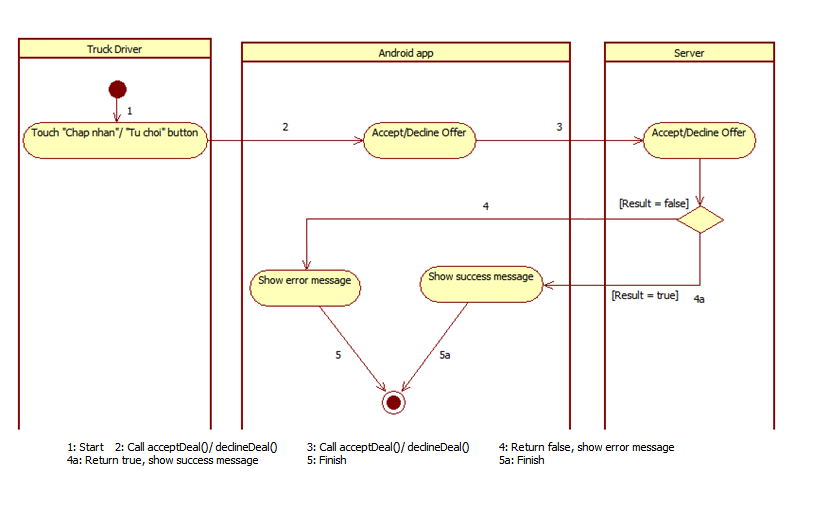 Truck Driver
Android app
Server
1
Touch "Chap nhan"/ "Tu choi" button
2
Accept/Decline Offer
3
Accept/Decline Offer
[Result = false]
4
Show error message
Show success message
[Result = true]
4a
5
5a
1: Start 2: Call acceptDeal()/ declineDeal() 3: Call acceptDeal()/ declineDeal() 4: Return false, show error message
4a: Return true, show success message 5: Finish 5a: Finish